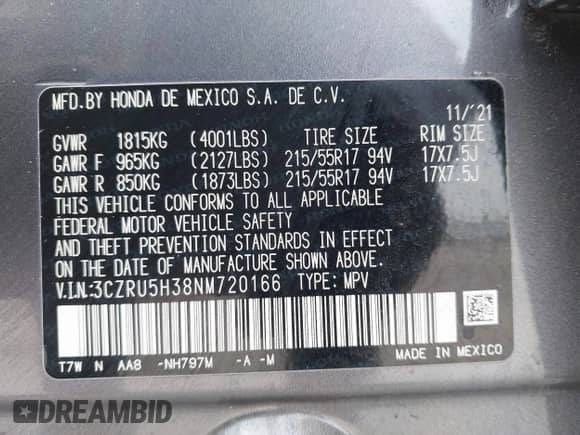 MFD.BY HONDA DE MEXICO S.A. DE C.V.
11/'21
GVWR 1815KG (4001LBS) TIRE SIZE RIM SIZE
GAWR F 965KG (2127LBS) 215/55R17 94V 17X7.5J
GAWR R 850KG (1873LBS) 215/55R17 94V 17X7.5J
THIS VEHICLE CONFORMS TO ALL APPLICABLE
FEDERAL MOTOR VEHICLE SAFETY
AND THEFT PREVENTION STANDARDS IN EFFECT
ON THE DATE OF MANUFACTURE SHOWN ABOVE.
V.I.N:3CZRU5H38NM720166 TYPE: MPV
T7W N AA8 -NH797M -A -M
MADE IN MEXICO
DREAMBID